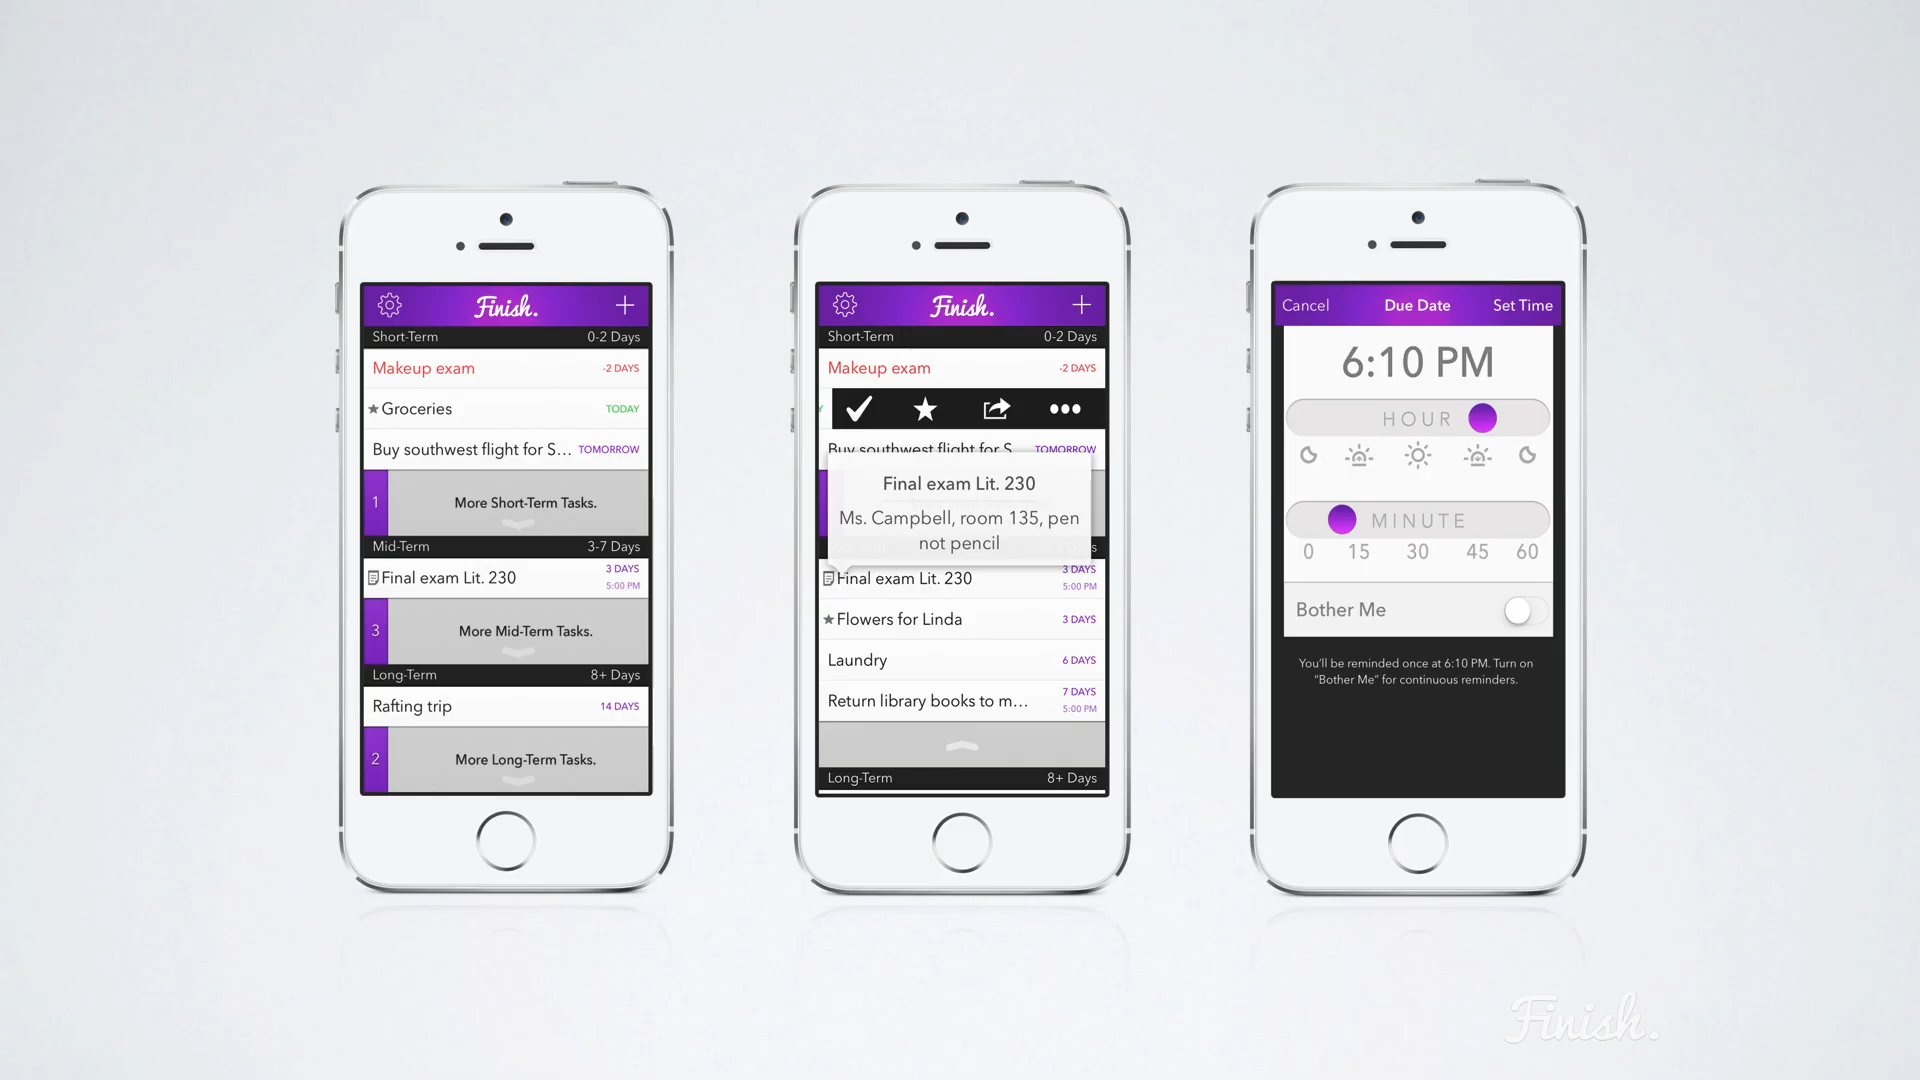 Finish.
Short-Term 0-2 Days
Makeup exam -2 DAYS
Groceries TODAY
Buy southwest flight for S... TOMORROW
1 More Short-Term Tasks.
Mid-Term 3-7 Days
Final exam Lit. 230 3 DAYS
5:00 PM
3 More Mid-Term Tasks.
Long-Term 8+ Days
Rafting trip 14 DAYS
2 More Long-Term Tasks.
Finish.
Short-Term 0-2 Days
Makeup exam -2 DAYS
Y
Buy southwest flight for S TOMORROW
Final exam Lit. 230
Ms. Campbell, room 135, pen
not pencil
s
Final exam Lit. 230 3 DAYS
5:00 PM
Flowers for Linda 3 DAYS
Laundry 6 DAYS
Return library books to m... 7 DAYS
5:00 PM
Long-Term 8+ Days
Cancel Due Date Set Time
6:10 PM
HOUR
MINUTE
0 15 30 45 60
Bother Me
You'll be reminded once at 6:10 PM. Turn on
"Bother Me" for continuous reminders.
Finish.